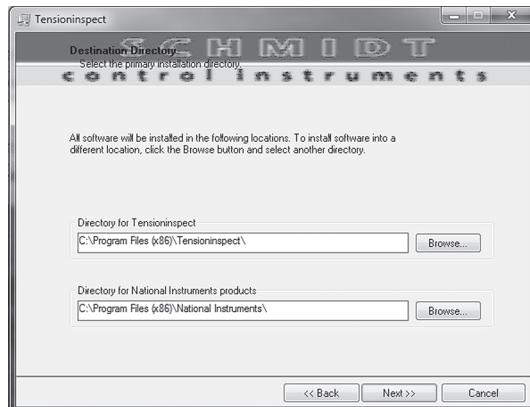 Tensioninspect
SCHMIDT
Destination Directory
Select the primary installation directory.
control instruments
All software will be installed in the following locations. To install software into a
different location, click the Browse button and select another directory.
Directory for Tensioninspect
C:\Program Files (x86)\Tensioninspect\
Browse...
Directory for National Instruments products
C:\Program Files (x86)\National Instruments\
Browse...
<< Back
Next >>
Cancel